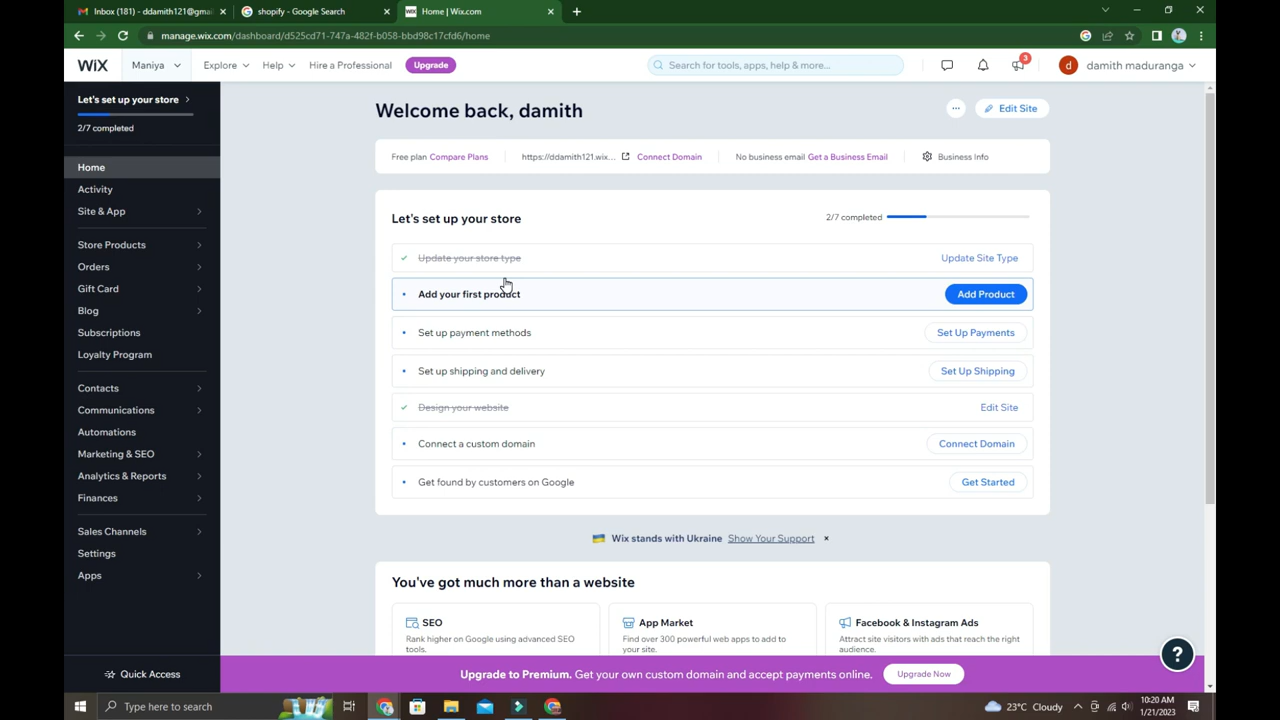 Inbox (181) - ddamith121@gmai
shopify - Google Search
WiX Home | Wix.com
manage.wix.com/dashboard/d525cd71-747a-482f-b058-bbd98c17cfd6/home
WiX
Maniya
Explore
Help
Hire a Professional
Upgrade
Search for tools, apps, help & more...
3
d
damith maduranga
Let's set up your store
2/7 completed
Home
Activity
Site & App
Store Products
Orders
Gift Card
Blog
Subscriptions
Loyalty Program
Contacts
Communications
Automations
Marketing & SEO
Analytics & Reports
Finances
Sales Channels
Settings
Apps
Quick Access
Welcome back, damith
Edit Site
Free plan Compare Plans
https://ddamith121.wix... Connect Domain
No business email Get a Business Email
Business Info
Let's set up your store
2/7 completed
Update your store type Update Site Type
Add your first product Add Product
Set up payment methods Set Up Payments
Set up shipping and delivery Set Up Shipping
Design your website Edit Site
Connect a custom domain Connect Domain
Get found by customers on Google Get Started
Wix stands with Ukraine Show Your Support ×
You've got much more than a website
SEO
Rank higher on Google using advanced SEO
tools.
App Market
Find over 300 powerful web apps to add to
your site.
Facebook & Instagram Ads
Attract site visitors with ads that reach the right
audience.
?
Upgrade to Premium. Get your own custom domain and accept payments online. Upgrade Now
Type here to search
23°C Cloudy
10:20 AM
1/21/2023